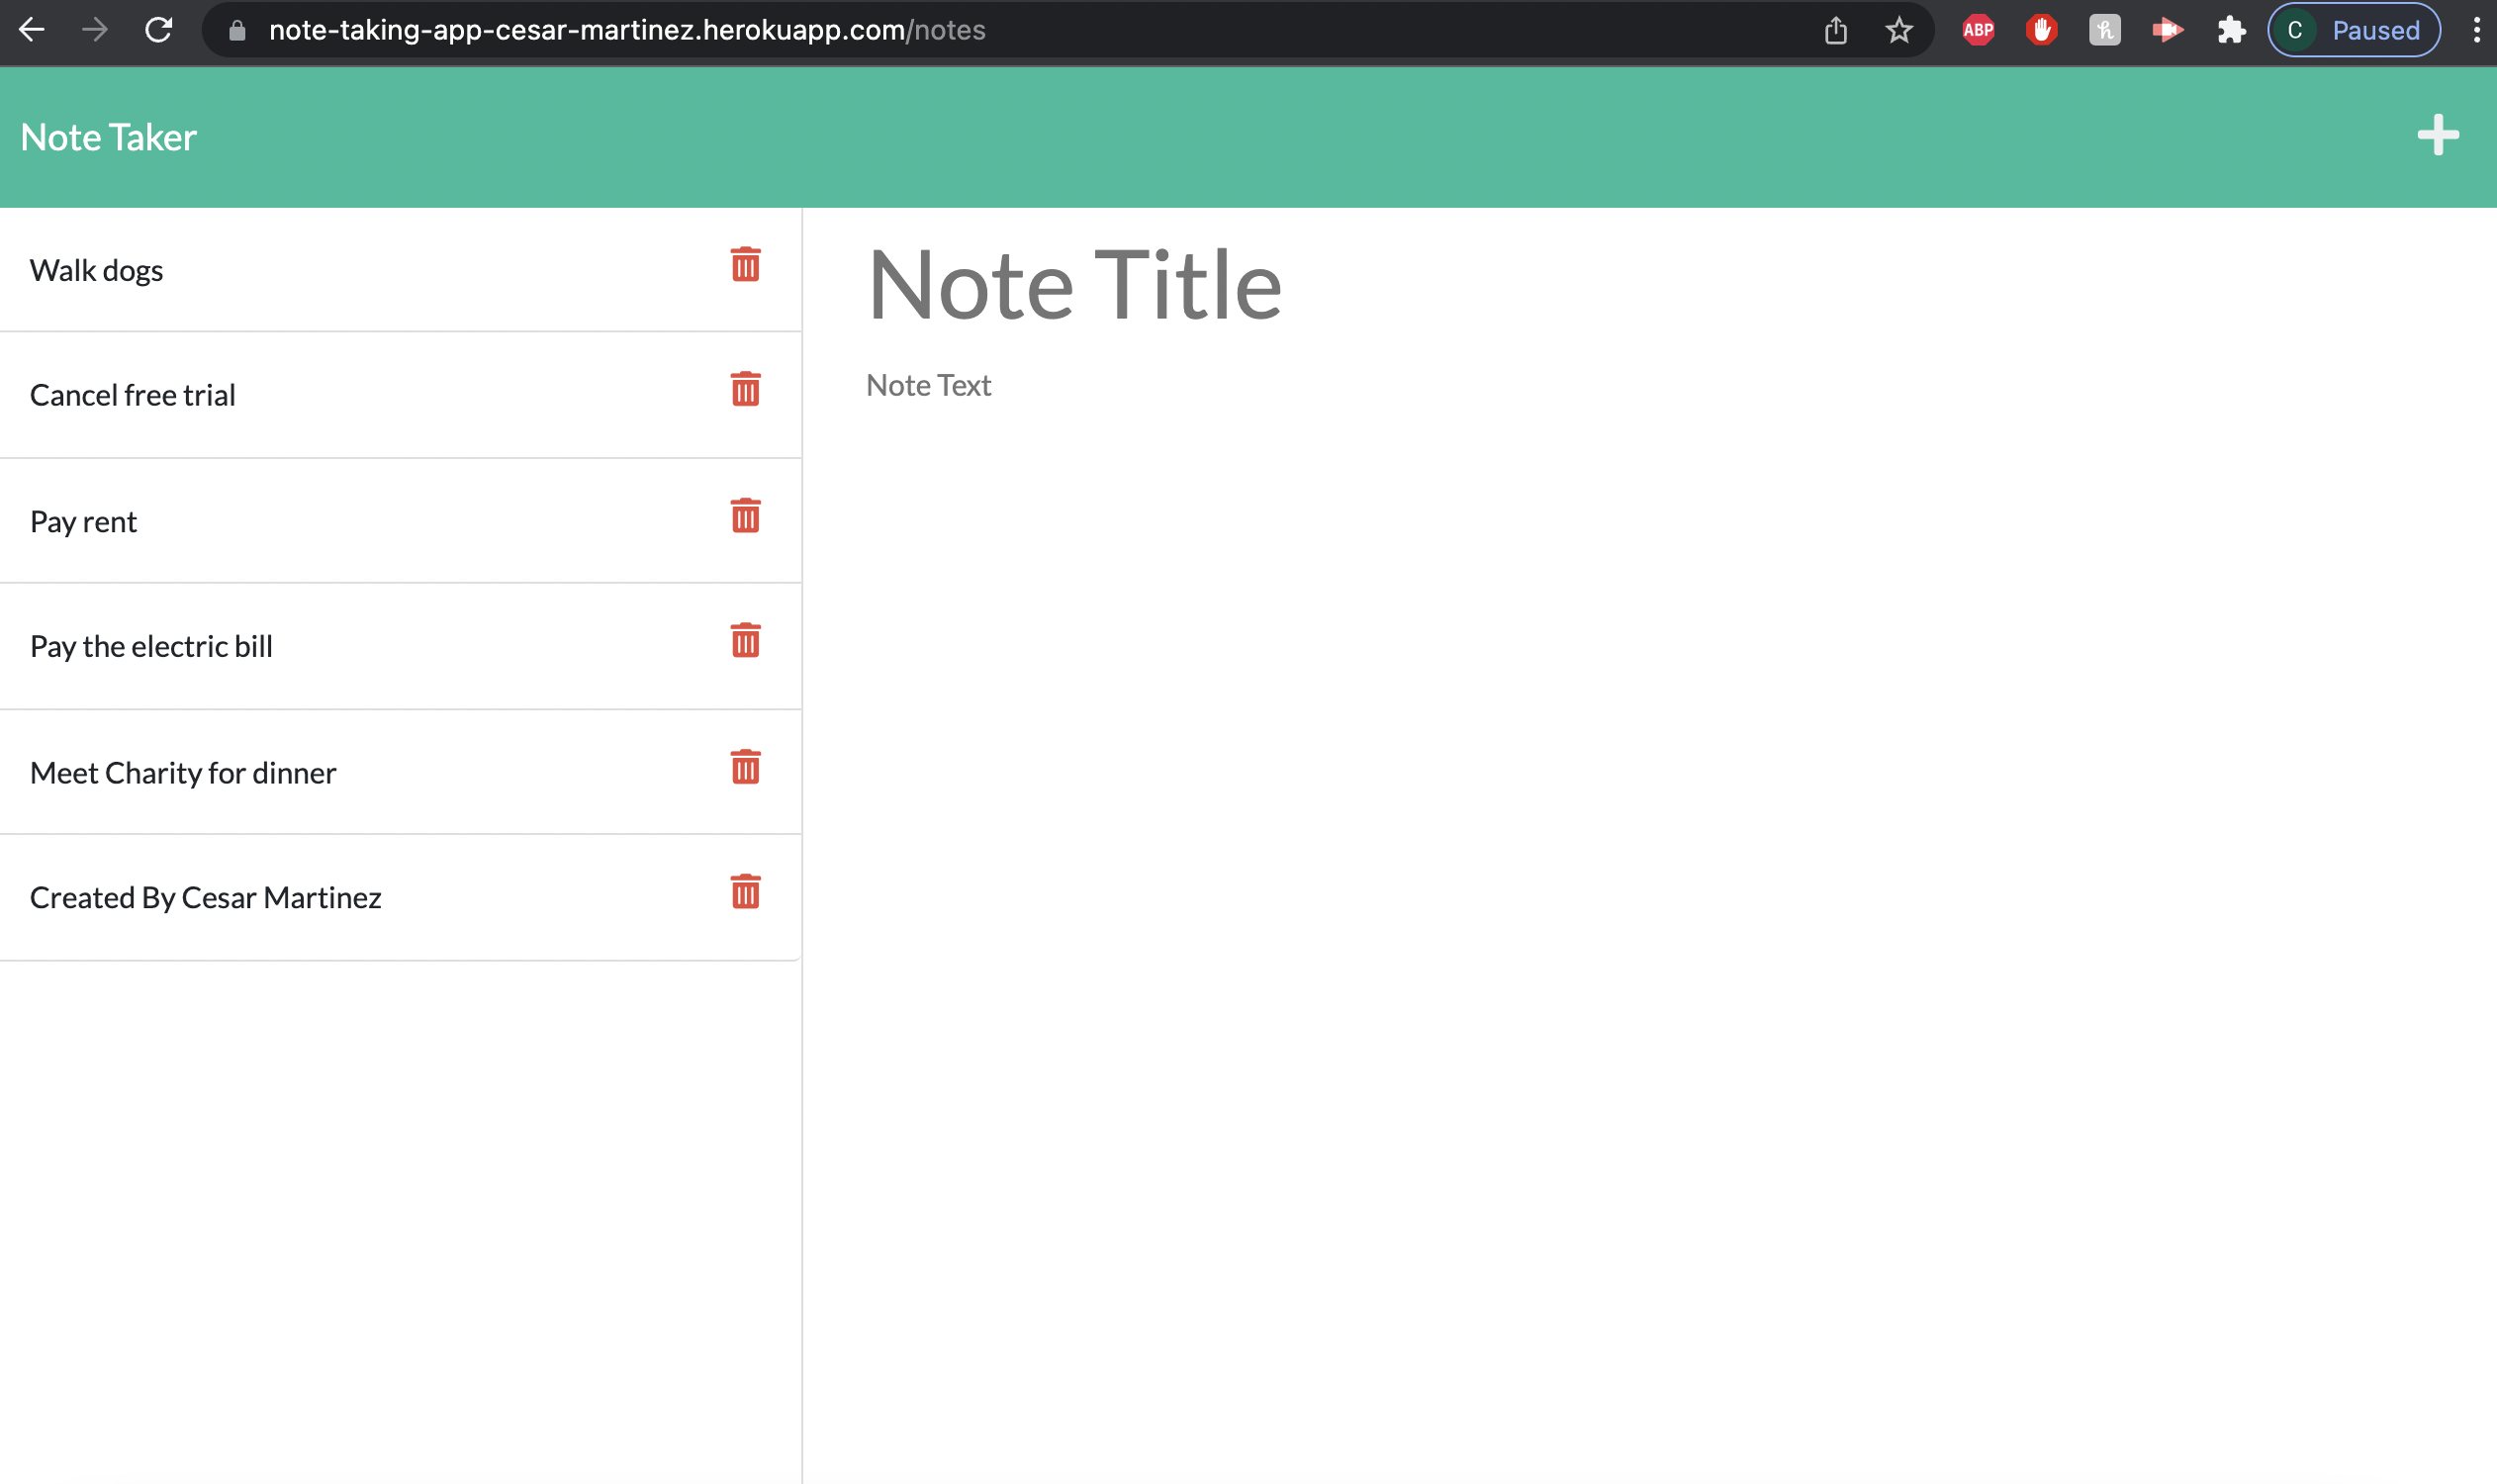 note-taking-app-cesar-martinez.herokuapp.com/notes
ABP
h
C
Paused
Note Taker
Walk dogs
Cancel free trial
Pay rent
Pay the electric bill
Meet Charity for dinner
Created By Cesar Martinez
Note Title
Note Text